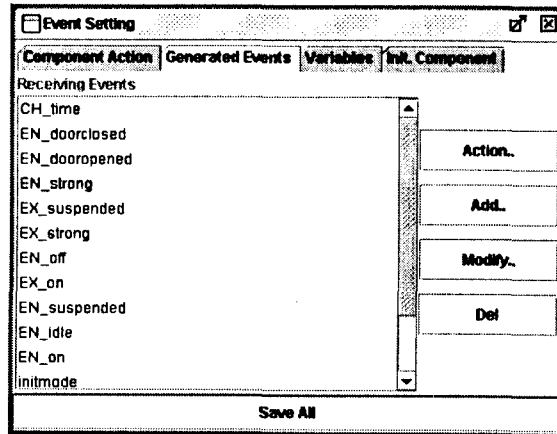 Event Setting
Component Action Generated Events Variables Init. Component
Receiving Events
CH_time
EN_doorclosed
EN_dooropened
EN_strong
EX_suspended
EX_strong
EN_off
EX_on
EN_suspended
EN_idle
EN_on
initmode
Action..
Add..
Modify..
Del
Save All